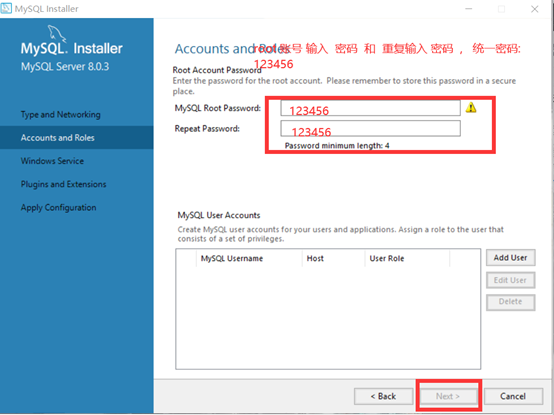 MySQL Installer
MySQL. Installer
MySQL Server 8.0.3
Type and Networking
Accounts and Roles
Windows Service
Plugins and Extensions
Apply Configuration
Accounts and Roles
root 账号 输入 密码 和 重复输入 密码 ，统一密码:
123456
Root Account Password
Enter the password for the root account. Please remember to store this password in a secure
place.
MySQL Root Password: 123456
Repeat Password: 123456
Password minimum length: 4
MySQL User Accounts
Create MySQL user accounts for your users and applications. Assign a role to the user that
consists of a set of privileges.
MySQL Username Host User Role
Add User
Edit User
Delete
< Back Next > Cancel